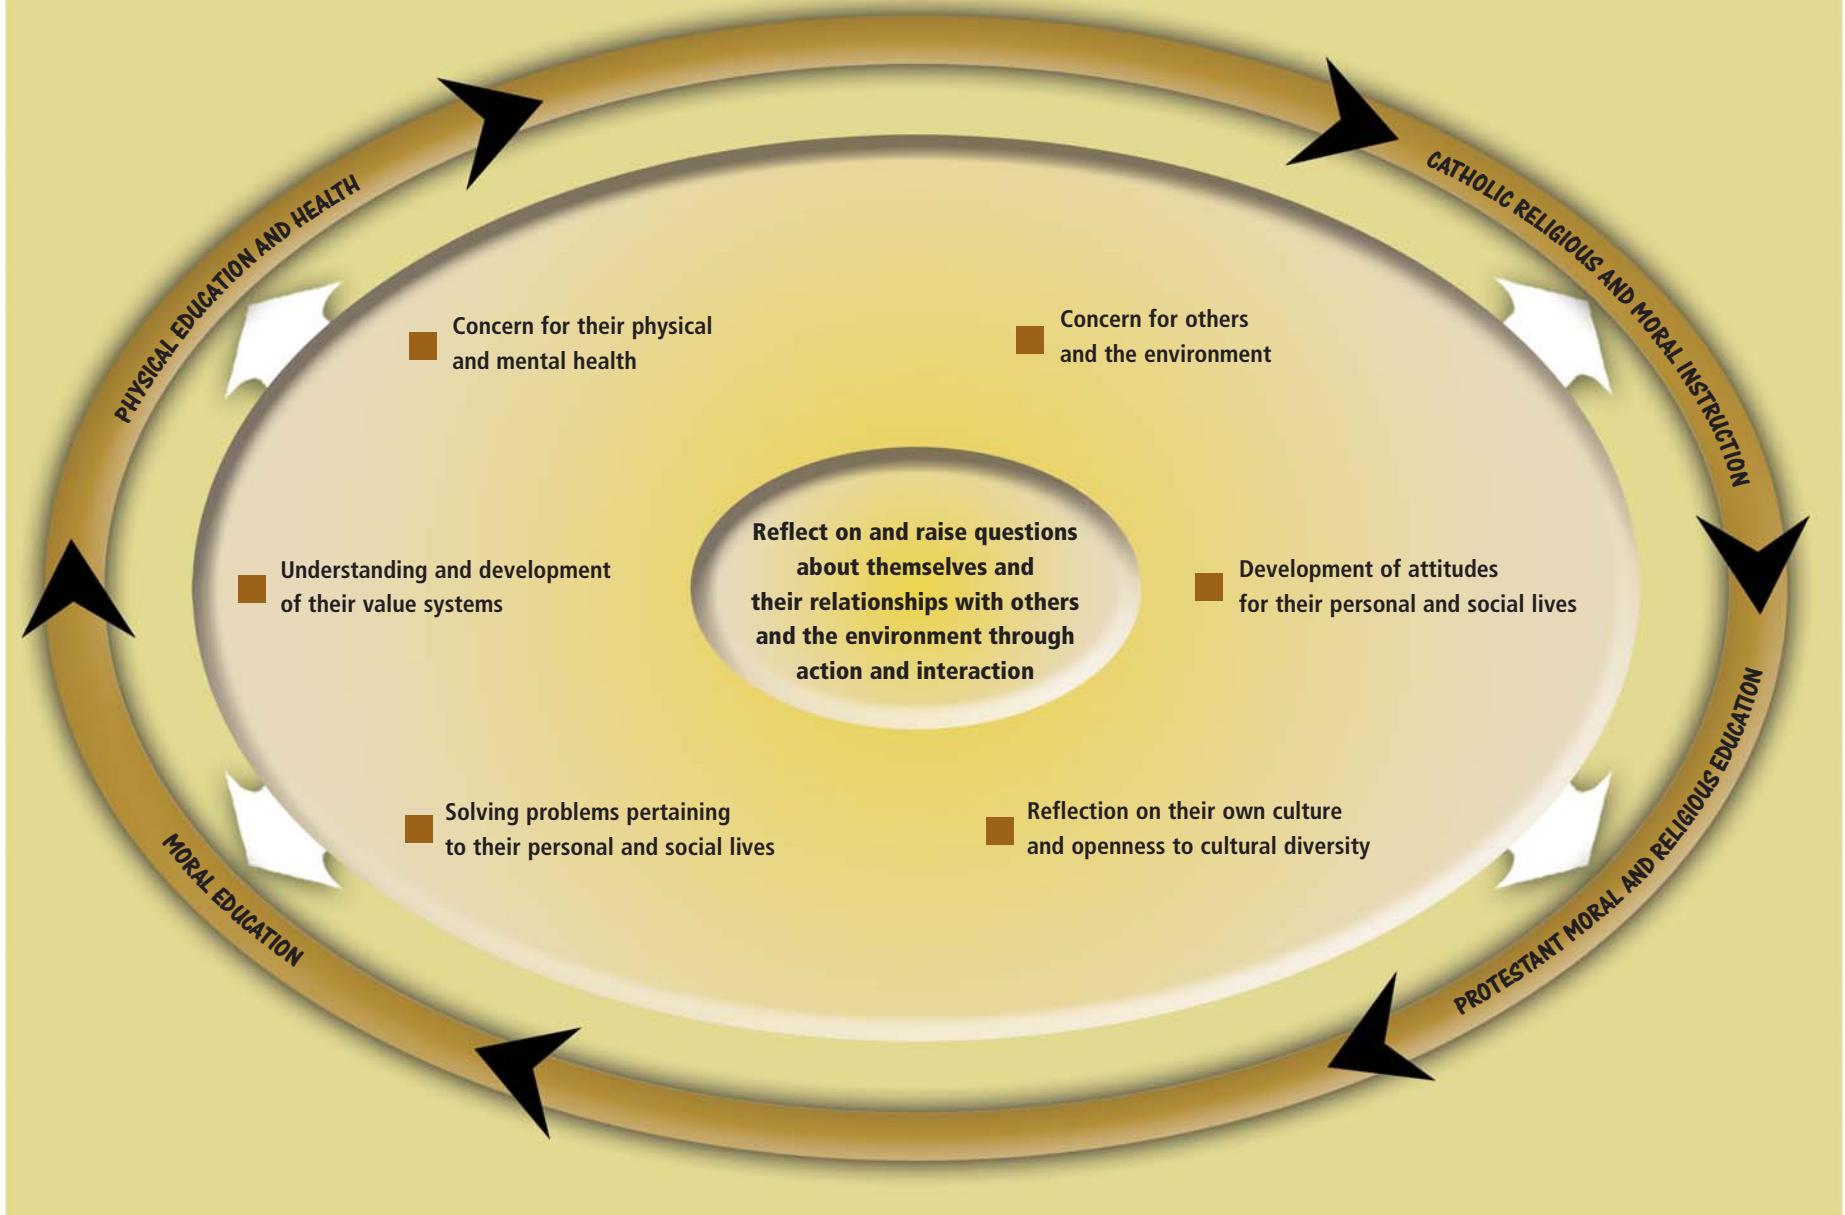 PHYSICAL EDUCATION AND HEALTH
CATHOLIC RELIGIOUS AND MORAL INSTRUCTION
Concern for their physical
and mental health
Concern for others
and the environment
Understanding and development
of their value systems
Reflect on and raise questions
about themselves and
their relationships with others
and the environment through
action and interaction
Development of attitudes
for their personal and social lives
Solving problems pertaining
to their personal and social lives
Reflection on their own culture
and openness to cultural diversity
MORAL EDUCATION
PROTESTANT MORAL AND RELIGIOUS EDUCATION